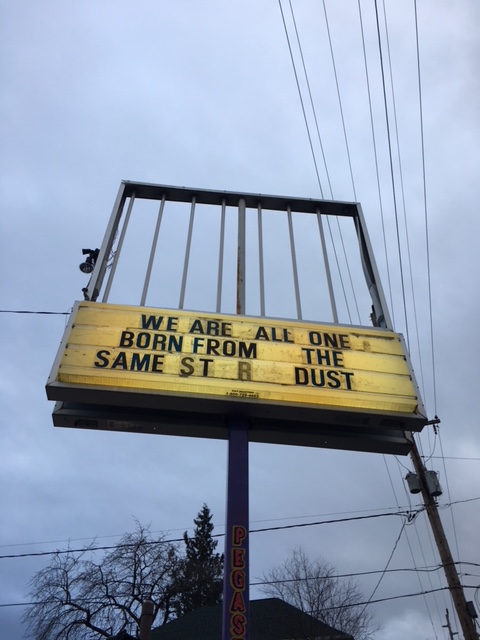 WE ARE ALL ONE
BORN FROM THE
SAME ST R DUST
PEGAS